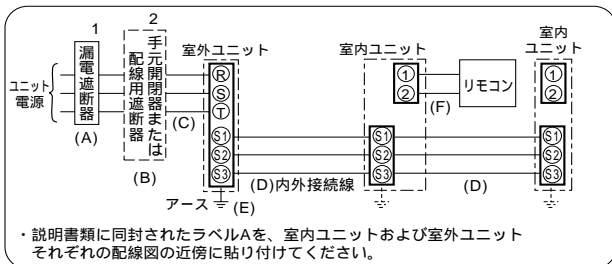 1
2
漏電遮断器
手元開閉器または
配線用遮断器
室外ユニット
室内ユニット
室内
ユニット
ユニット
電源
R
S
T
S1
S2
S3
1
2
リモコン
1
2
(A)
(B)
(C)
(F)
S1
S2
S3
S1
S2
S3
(D)内外接続線
(D)
アース
(E)
・説明書類に同封されたラベルAを、室内ユニットおよび室外ユニット
それぞれの配線図の近傍に貼り付けてください。